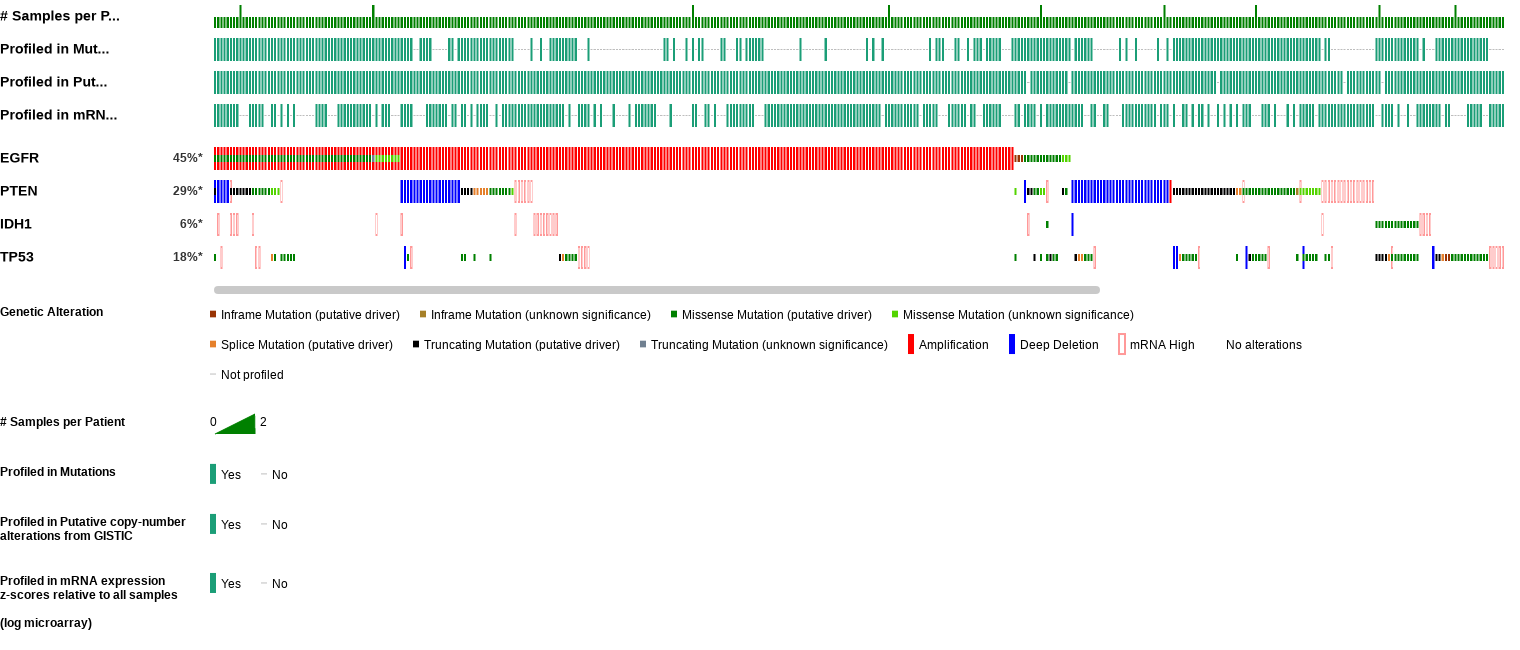 # Samples per P...
Profiled in Mut...
Profiled in Put...
Profiled in mRN...
EGFR 45%*
PTEN 29%*
IDH1 6%*
TP53 18%*
Genetic Alteration Inframe Mutation (putative driver) Inframe Mutation (unknown significance) Missense Mutation (putative driver) Missense Mutation (unknown significance)
Splice Mutation (putative driver) Truncating Mutation (putative driver) Truncating Mutation (unknown significance) Amplification Deep Deletion mRNA High No alterations
Not profiled
# Samples per Patient 0 2
Profiled in Mutations Yes No
Profiled in Putative copy-number
alterations from GISTIC Yes No
Profiled in mRNA expression
z-scores relative to all samples Yes No
(log microarray)